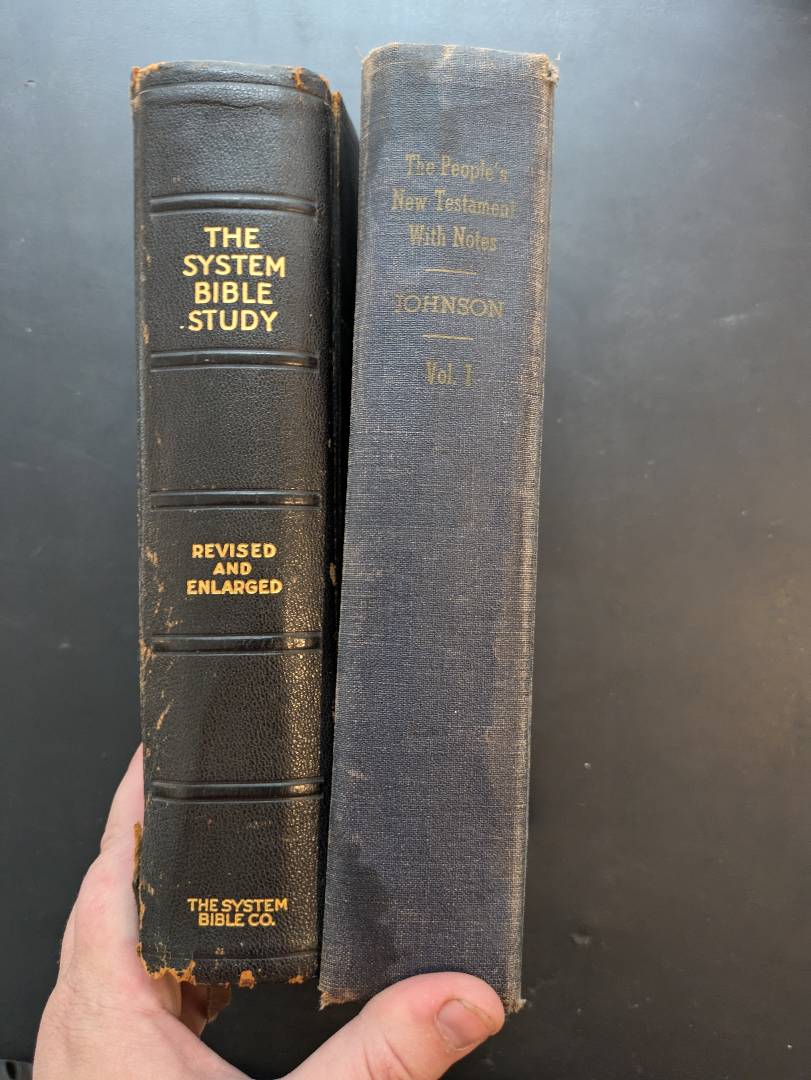 THE
SYSTEM
BIBLE
STUDY
REVISED
AND
ENLARGED
THE SYSTEM
BIBLE CO.
The People's
New Testament
With Notes
JOHNSON
Vol. I